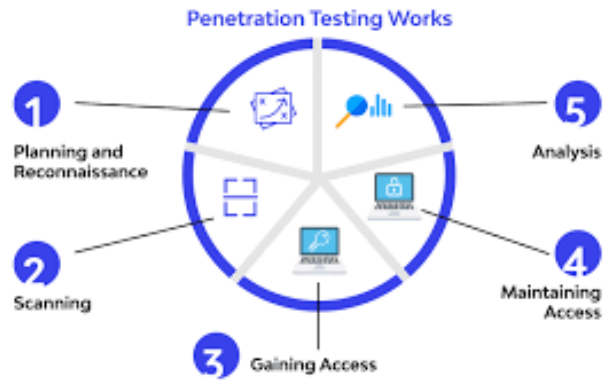 Penetration Testing Works
1
Planning and
Reconnaissance
2
Scanning
3
Gaining Access
4
Maintaining
Access
5
Analysis